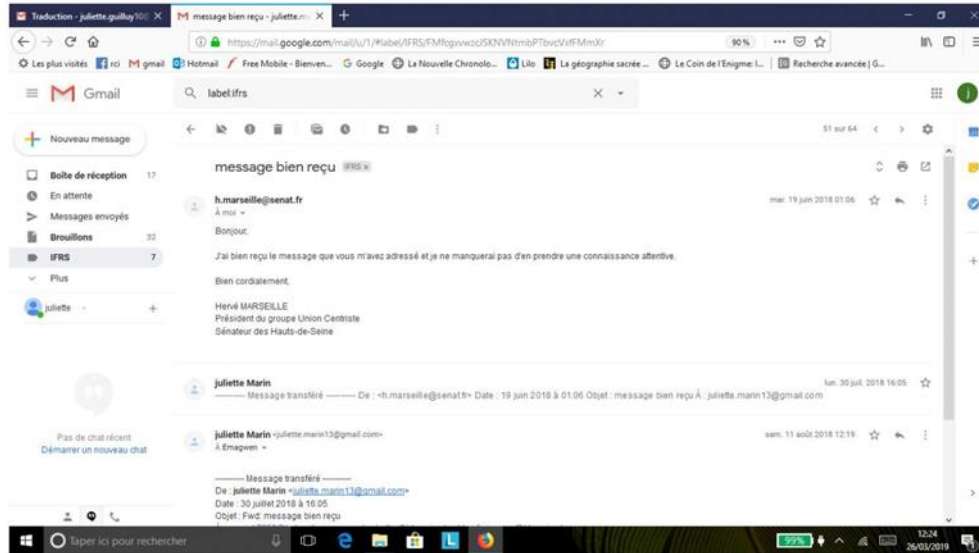 Traduction - juliette.guilluy10
message bien reçu - juliette.m
https://mail.google.com/mail/u/1/#label/IFRS/
90%
Les plus visités rci M gmail Hotmail Free Mobile - Bienven... Google La Nouvelle Chronolo... Lilo La géographie sacrée ... Le Coin de l'Enigme: l... Recherche avancée | G...
Gmail
label:ifrs
Nouveau message
51 sur 64
message bien reçu IFRS x
Boîte de réception 17
En attente
Messages envoyés
Brouillons 32
IFRS 7
Plus
juliette
h.marseille@senat.fr
mar. 19 juin 2018 01:06
À moi
Bonjour,
J'ai bien reçu le message que vous m'avez adressé et je ne manquerai pas d'en prendre une connaissance attentive.
Bien cordialement,
Hervé MARSEILLE
Président du groupe Union Centriste
Sénateur des Hauts-de-Seine
juliette Marin
lun. 30 juil. 2018 16:05
---------- Message transféré ---------- De : <h.marseille@senat.fr> Date : 19 juin 2018 à 01:06 Objet : message bien reçu À : juliette.marin13@gmail.com
juliette Marin <juliette.marin13@gmail.com>
sam. 11 août 2018 12:19
À Emagwen
---------- Message transféré ----------
De : juliette Marin <juliette.marin13@gmail.com>
Date : 30 juillet 2018 à 16:05
Objet : Fwd: message bien reçu
Pas de chat récent
Démarrer un nouveau chat
Taper ici pour rechercher
99%
12:24
26/03/2019